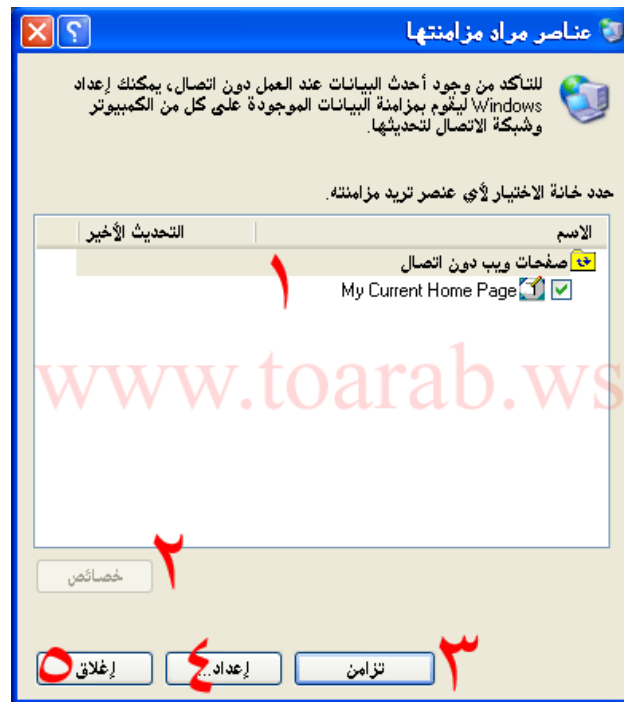 عناصر مراد مزامنتها
للتأكد من وجود أحدث البيانات عند العمل دون اتصال، يمكنك إعداد
Windows ليقوم بمزامنة البيانات الموجودة على كل من الكمبيوتر
وشبكة الاتصال لتحديثها.
حدد خانة الاختيار لأي عنصر تريد مزامنته.
الاسم التحديث الأخير
صفحات ويب دون اتصال
١
My Current Home Page
www.toarab.ws
٢
خصائص
٣
تزامن
إعداد...
٤
إغلاق
٥